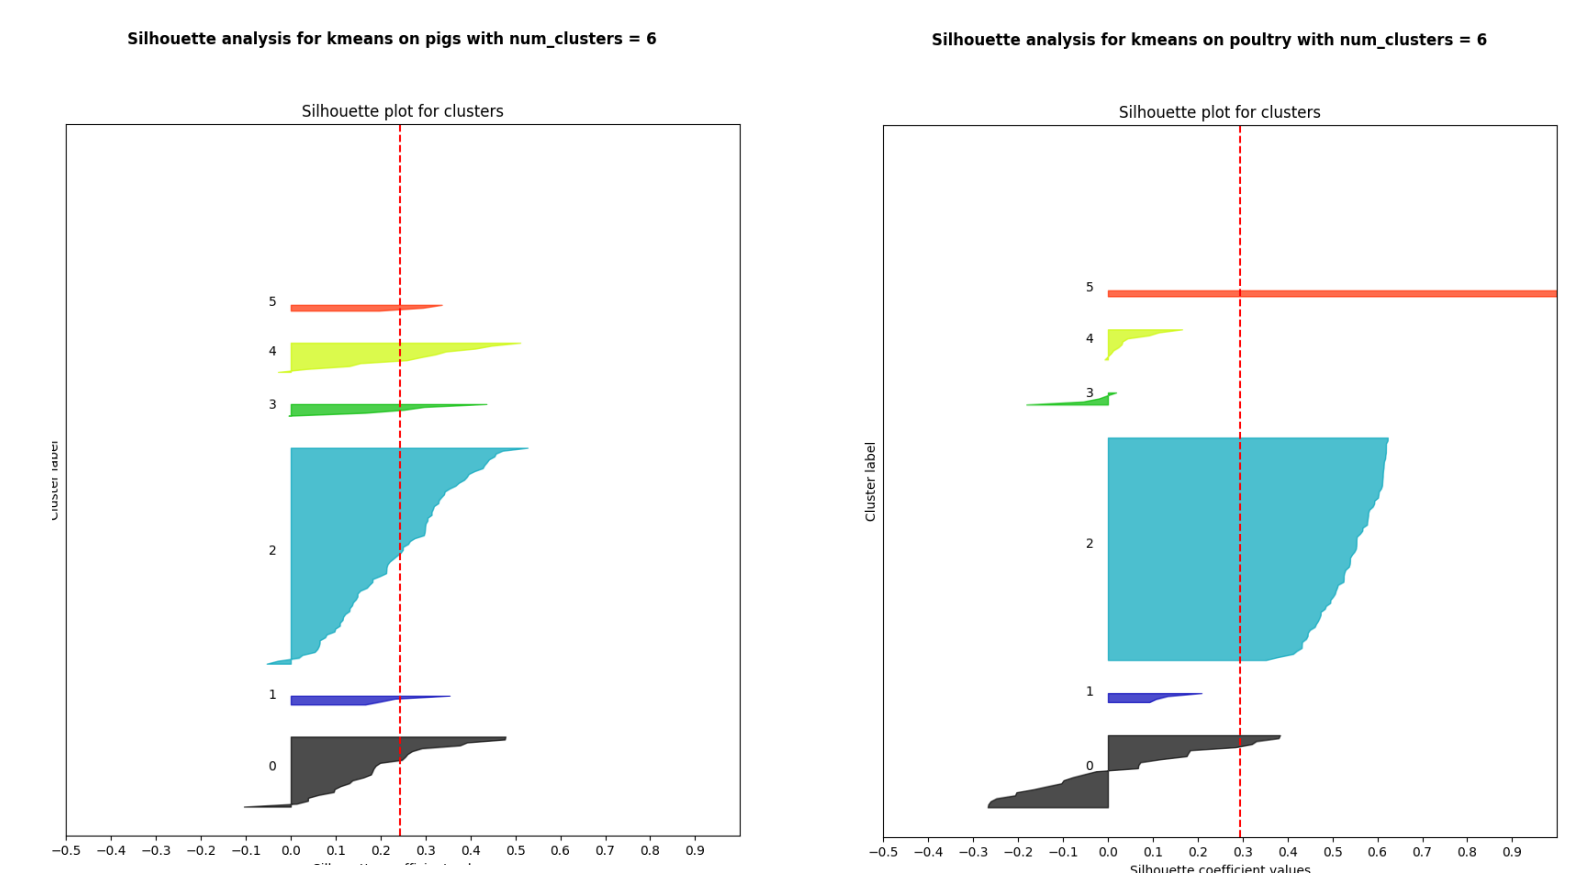 Silhouette analysis for kmeans on pigs with num_clusters = 6
Silhouette plot for clusters
5
4
3
2
1
0
Cluster label
−0.5 −0.4 −0.3 −0.2 −0.1 0.0 0.1 0.2 0.3 0.4 0.5 0.6 0.7 0.8 0.9
Silhouette analysis for kmeans on poultry with num_clusters = 6
Silhouette plot for clusters
5
4
3
2
1
0
Cluster label
−0.5 −0.4 −0.3 −0.2 −0.1 0.0 0.1 0.2 0.3 0.4 0.5 0.6 0.7 0.8 0.9
Silhouette coefficient values